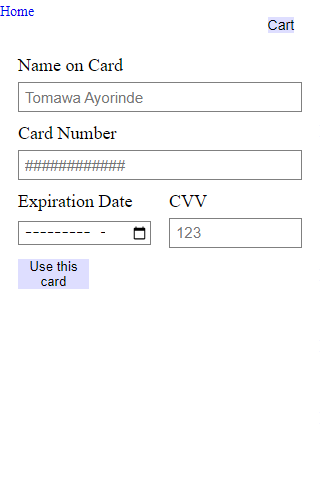 Home
Cart
Name on Card
Tomawa Ayorinde
Card Number
############
Expiration Date CVV
--------- - 123
Use this
card